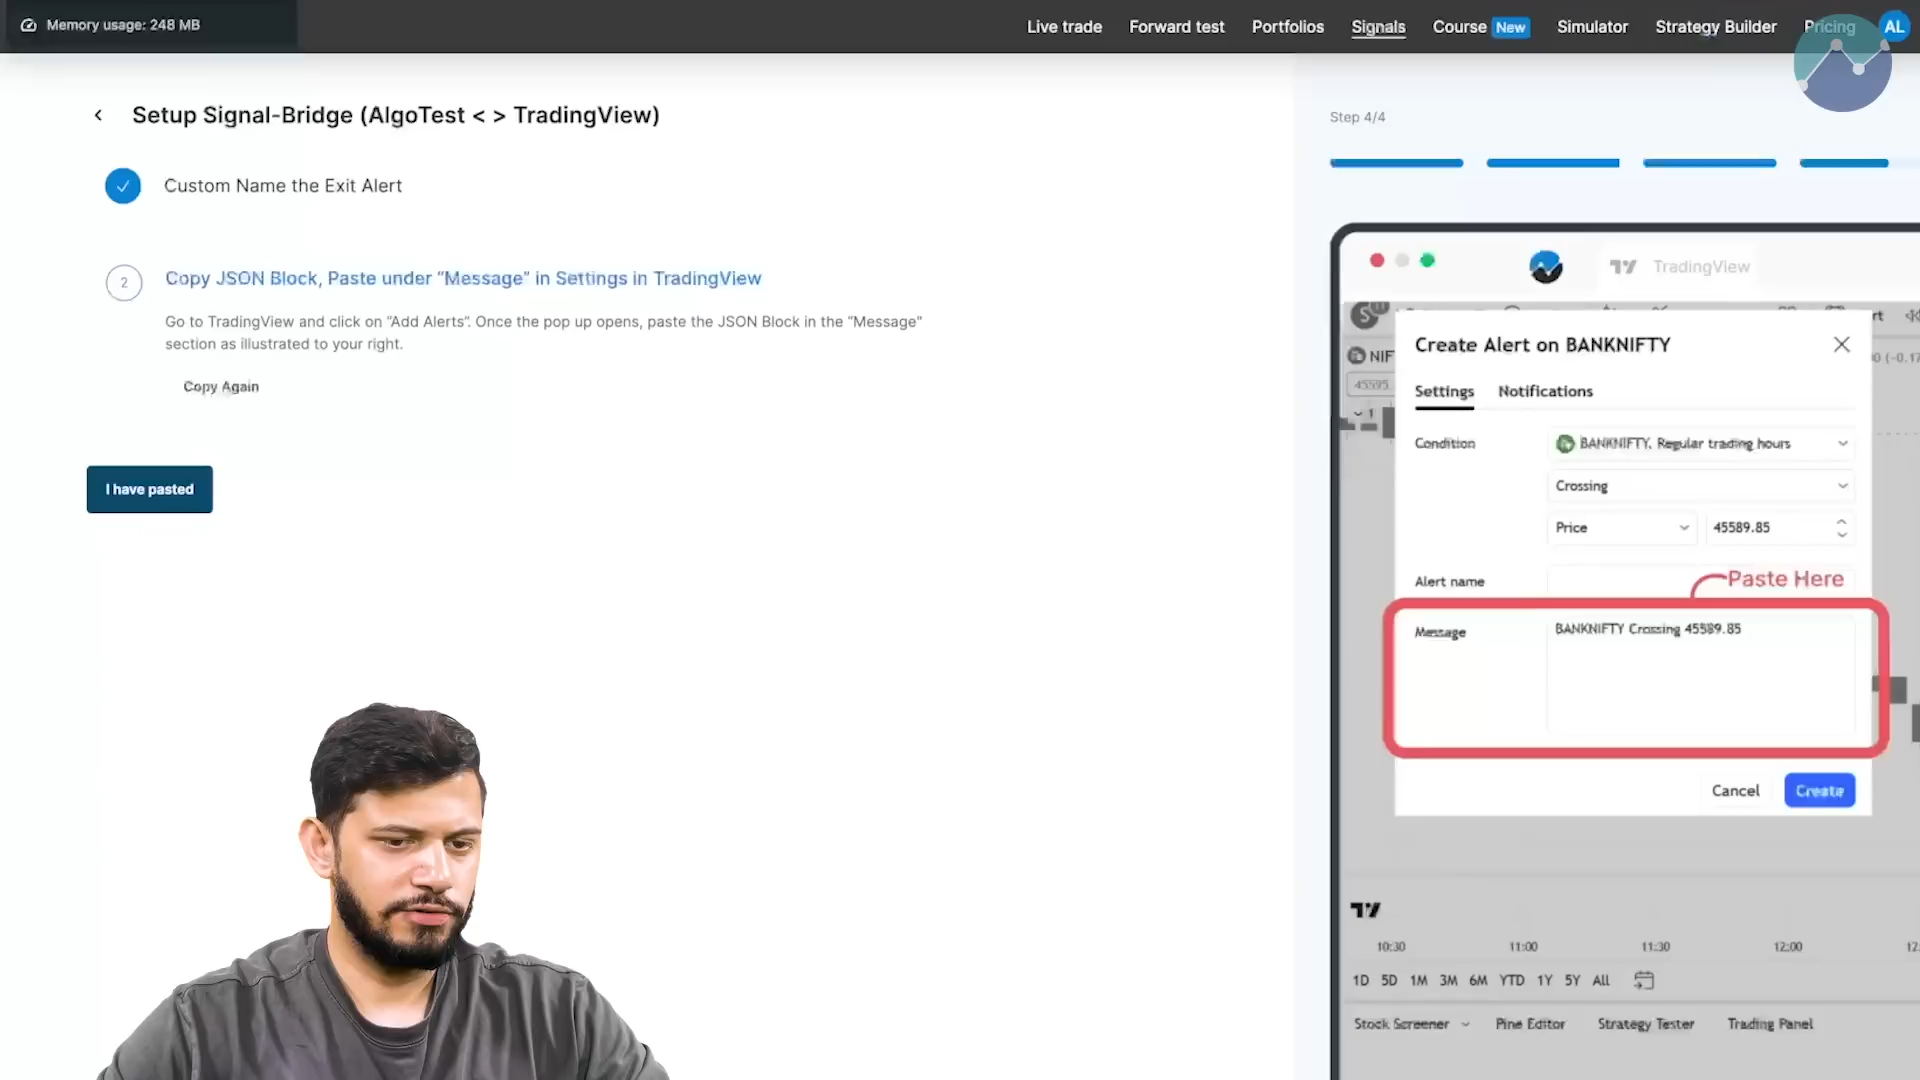 Memory usage: 248 MB
Live trade Forward test Portfolios Signals Course New Simulator Strategy Builder Pricing AL
Setup Signal-Bridge (AlgoTest < > TradingView)
Custom Name the Exit Alert
2 Copy JSON Block, Paste under “Message” in Settings in TradingView
Go to TradingView and click on “Add Alerts”. Once the pop up opens, paste the JSON Block in the “Message”
section as illustrated to your right.
Copy Again
I have pasted
Step 4/4
TradingView
Create Alert on BANKNIFTY
Settings Notifications
Condition BANKNIFTY, Regular trading hours
Crossing
Price 45589.85
Alert name
Paste Here
Message BANKNIFTY Crossing 45589.85
Cancel Create
10:30 11:00 11:30 12:00
1D 5D 1M 3M 6M YTD 1Y 5Y All
Stock Screener Pine Editor Strategy Tester Trading Panel